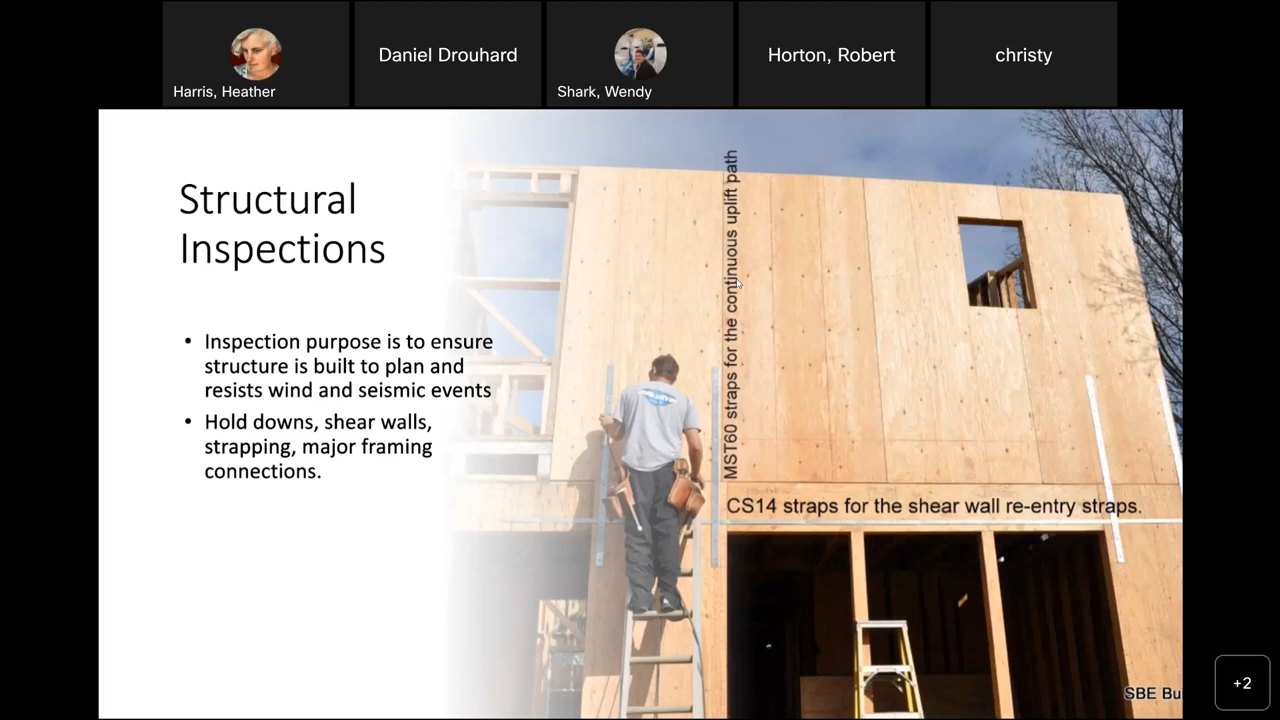 Daniel Drouhard
Horton, Robert
christy
Harris, Heather
Shark, Wendy
Structural
Inspections
• Inspection purpose is to ensure
structure is built to plan and
resists wind and seismic events
• Hold downs, shear walls,
strapping, major framing
connections.
MST60 straps for the continuous uplift path
CS14 straps for the shear wall re-entry straps.
SBE Bu
+2